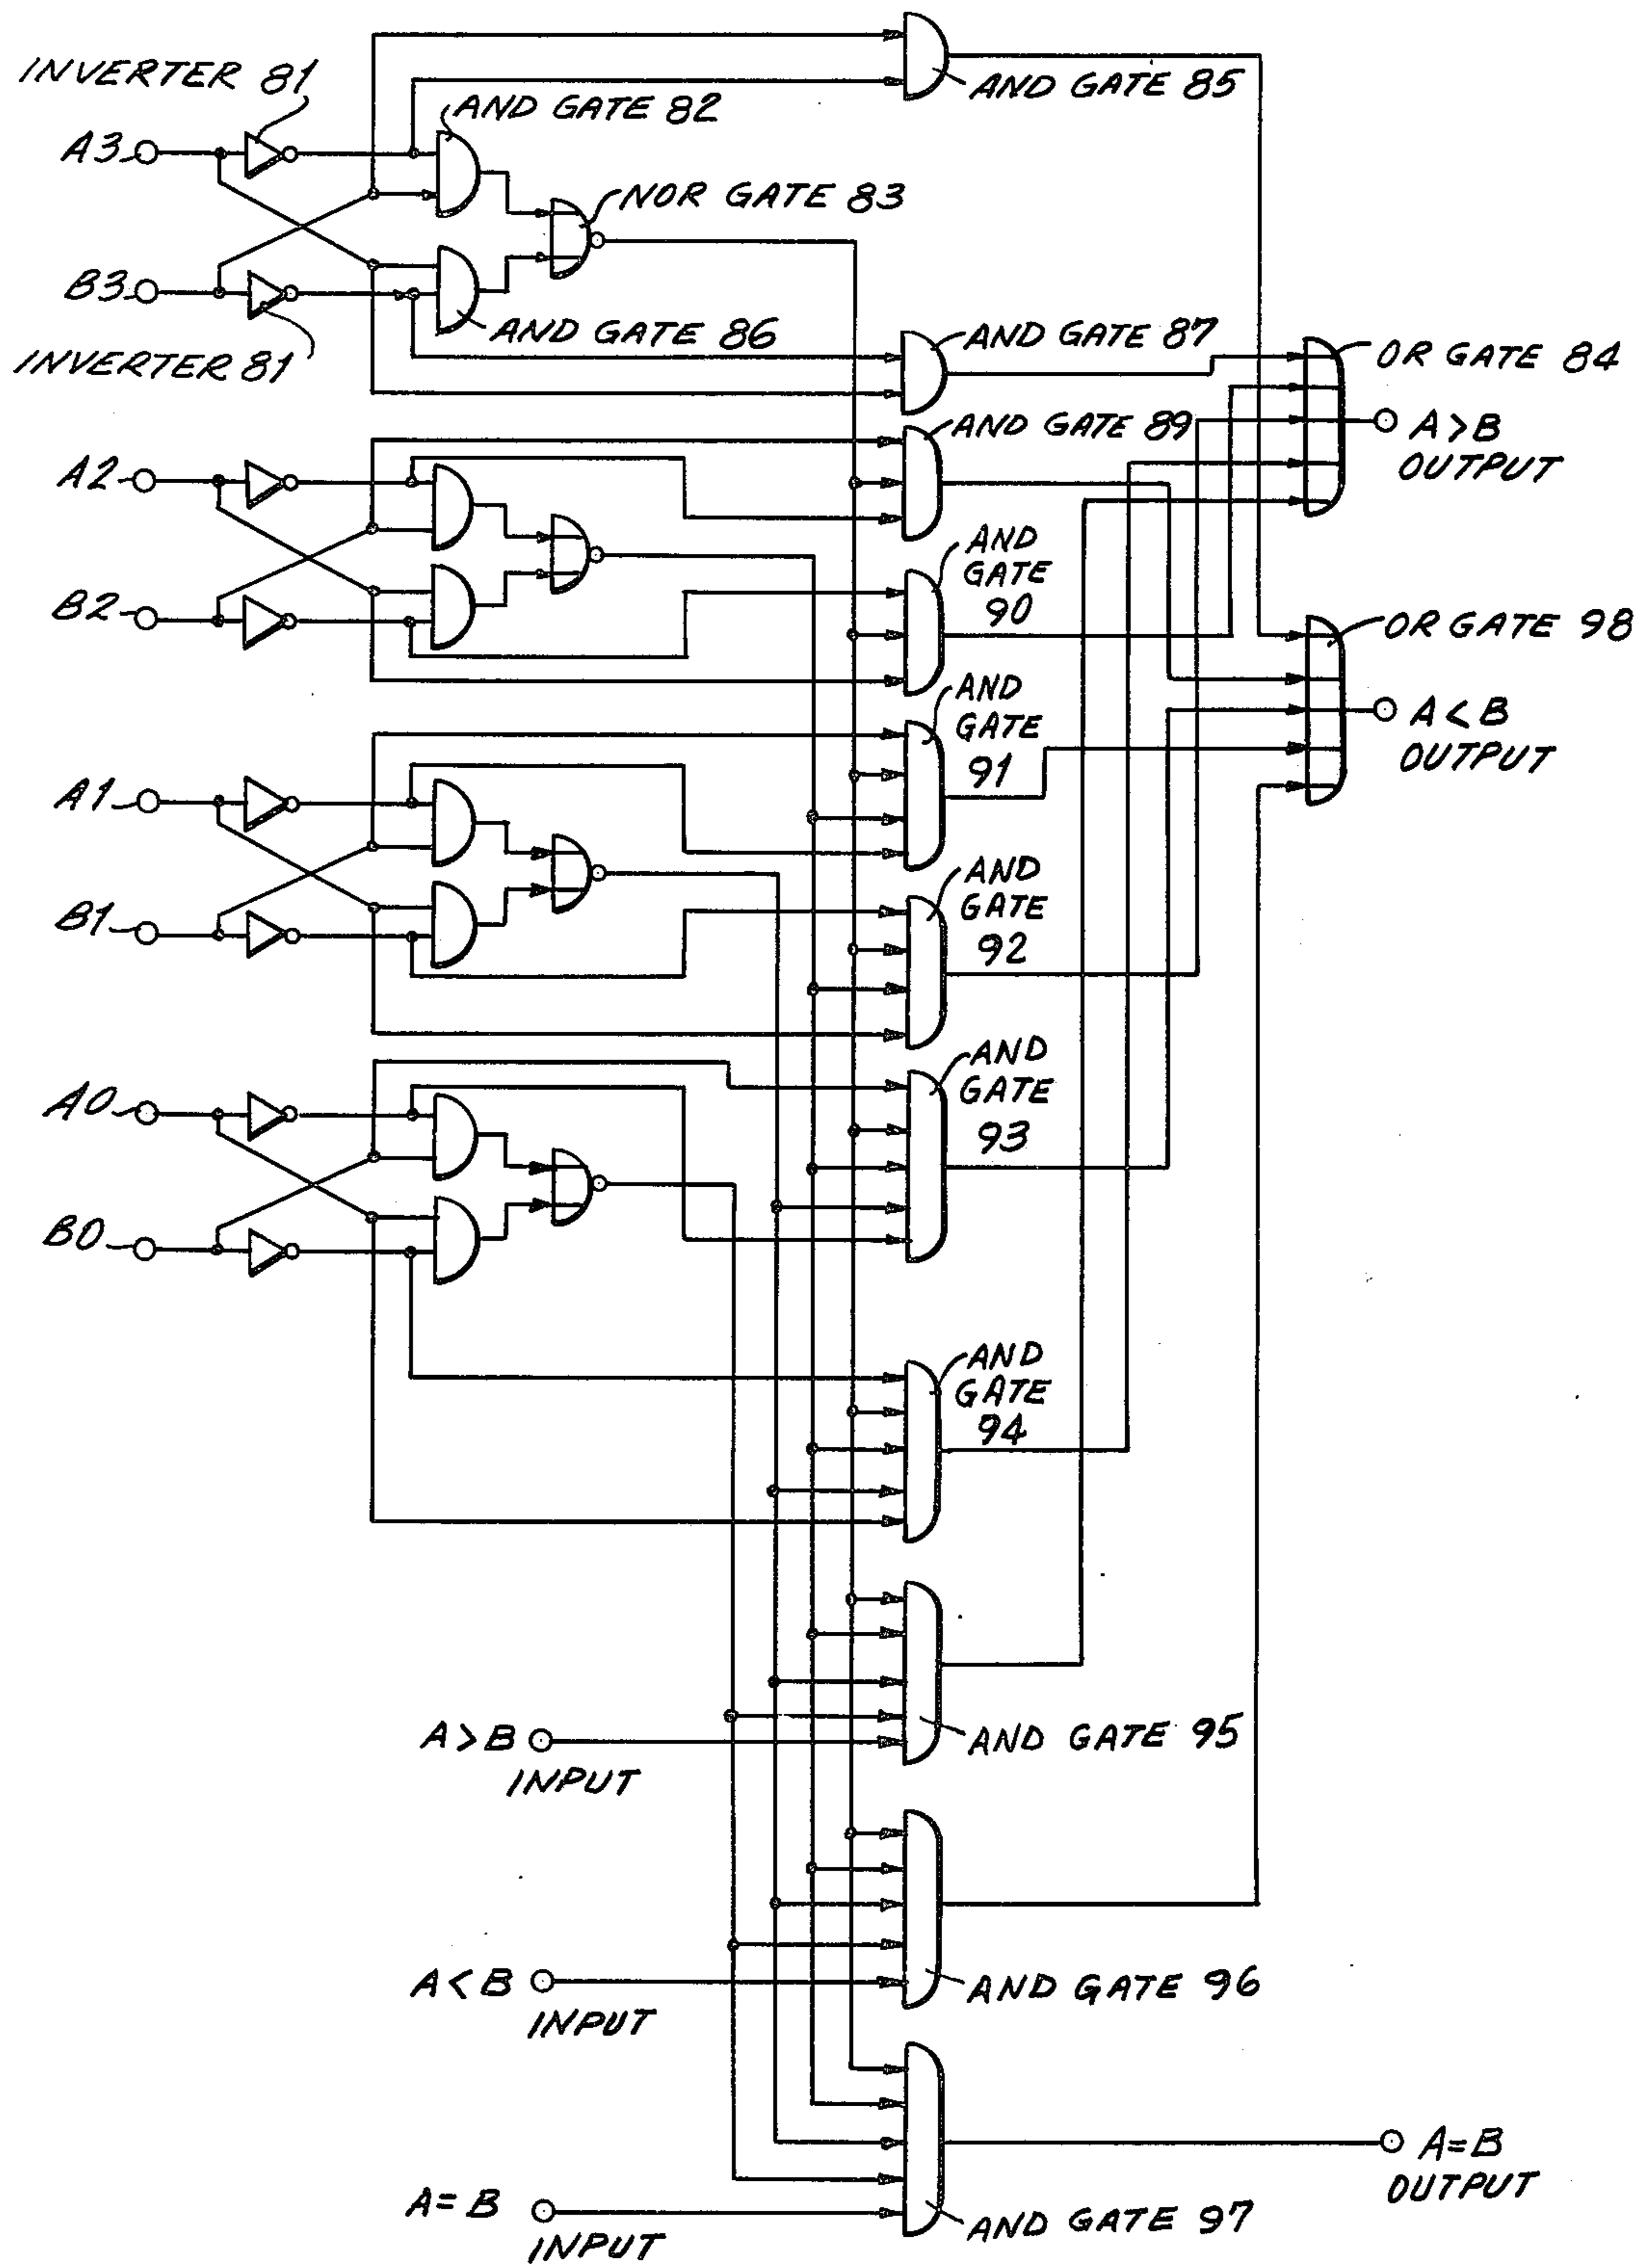 INVERTER 81
AND GATE 82
AND GATE 85
A3
NOR GATE 83
B3
AND GATE 86
INVERTER 81
AND GATE 87
OR GATE 84
AND GATE 89
A>B
OUTPUT
A2
AND
GATE
90
B2
OR GATE 98
AND
GATE
91
A<B
OUTPUT
A1
AND
GATE
92
B1
AND
GATE
93
A0
B0
AND
GATE
94
A>B
INPUT
AND GATE 95
A<B
INPUT
AND GATE 96
A=B
OUTPUT
A=B
INPUT
AND GATE 97